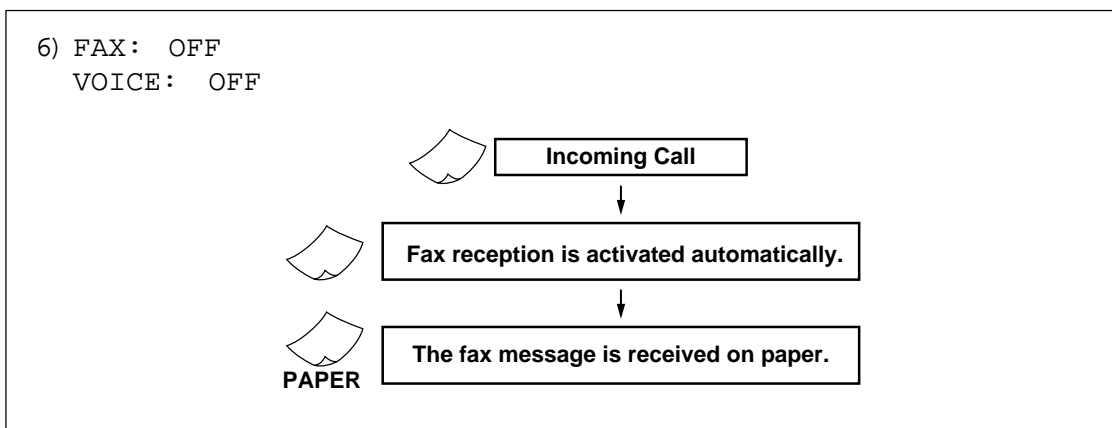 6) FAX: OFF
VOICE: OFF
Incoming Call
Fax reception is activated automatically.
The fax message is received on paper.
PAPER